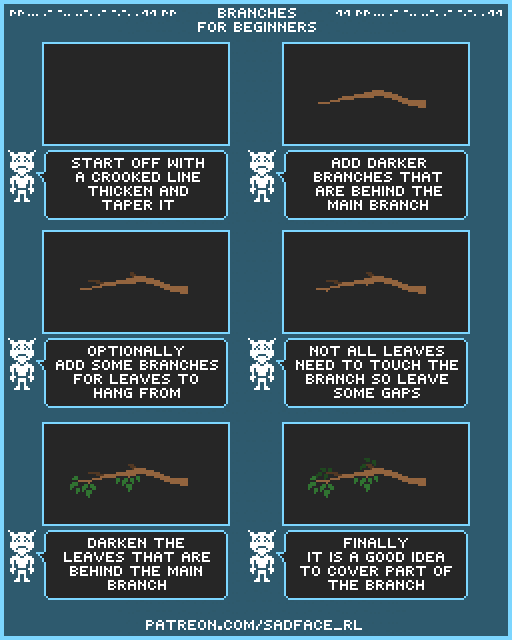 BRANCHES
FOR BEGINNERS
START OFF WITH
A CROOKED LINE
THICKEN AND
TAPER IT
ADD DARKER
BRANCHES THAT
ARE BEHIND THE
MAIN BRANCH
OPTIONALLY
ADD SOME BRANCHES
FOR LEAVES TO
HANG FROM
NOT ALL LEAVES
NEED TO TOUCH THE
BRANCH SO LEAVE
SOME GAPS
DARKEN THE
LEAVES THAT ARE
BEHIND THE MAIN
BRANCH
FINALLY
IT IS A GOOD IDEA
TO COVER PART OF
THE BRANCH
PATREON.COM/SADFACE_RL